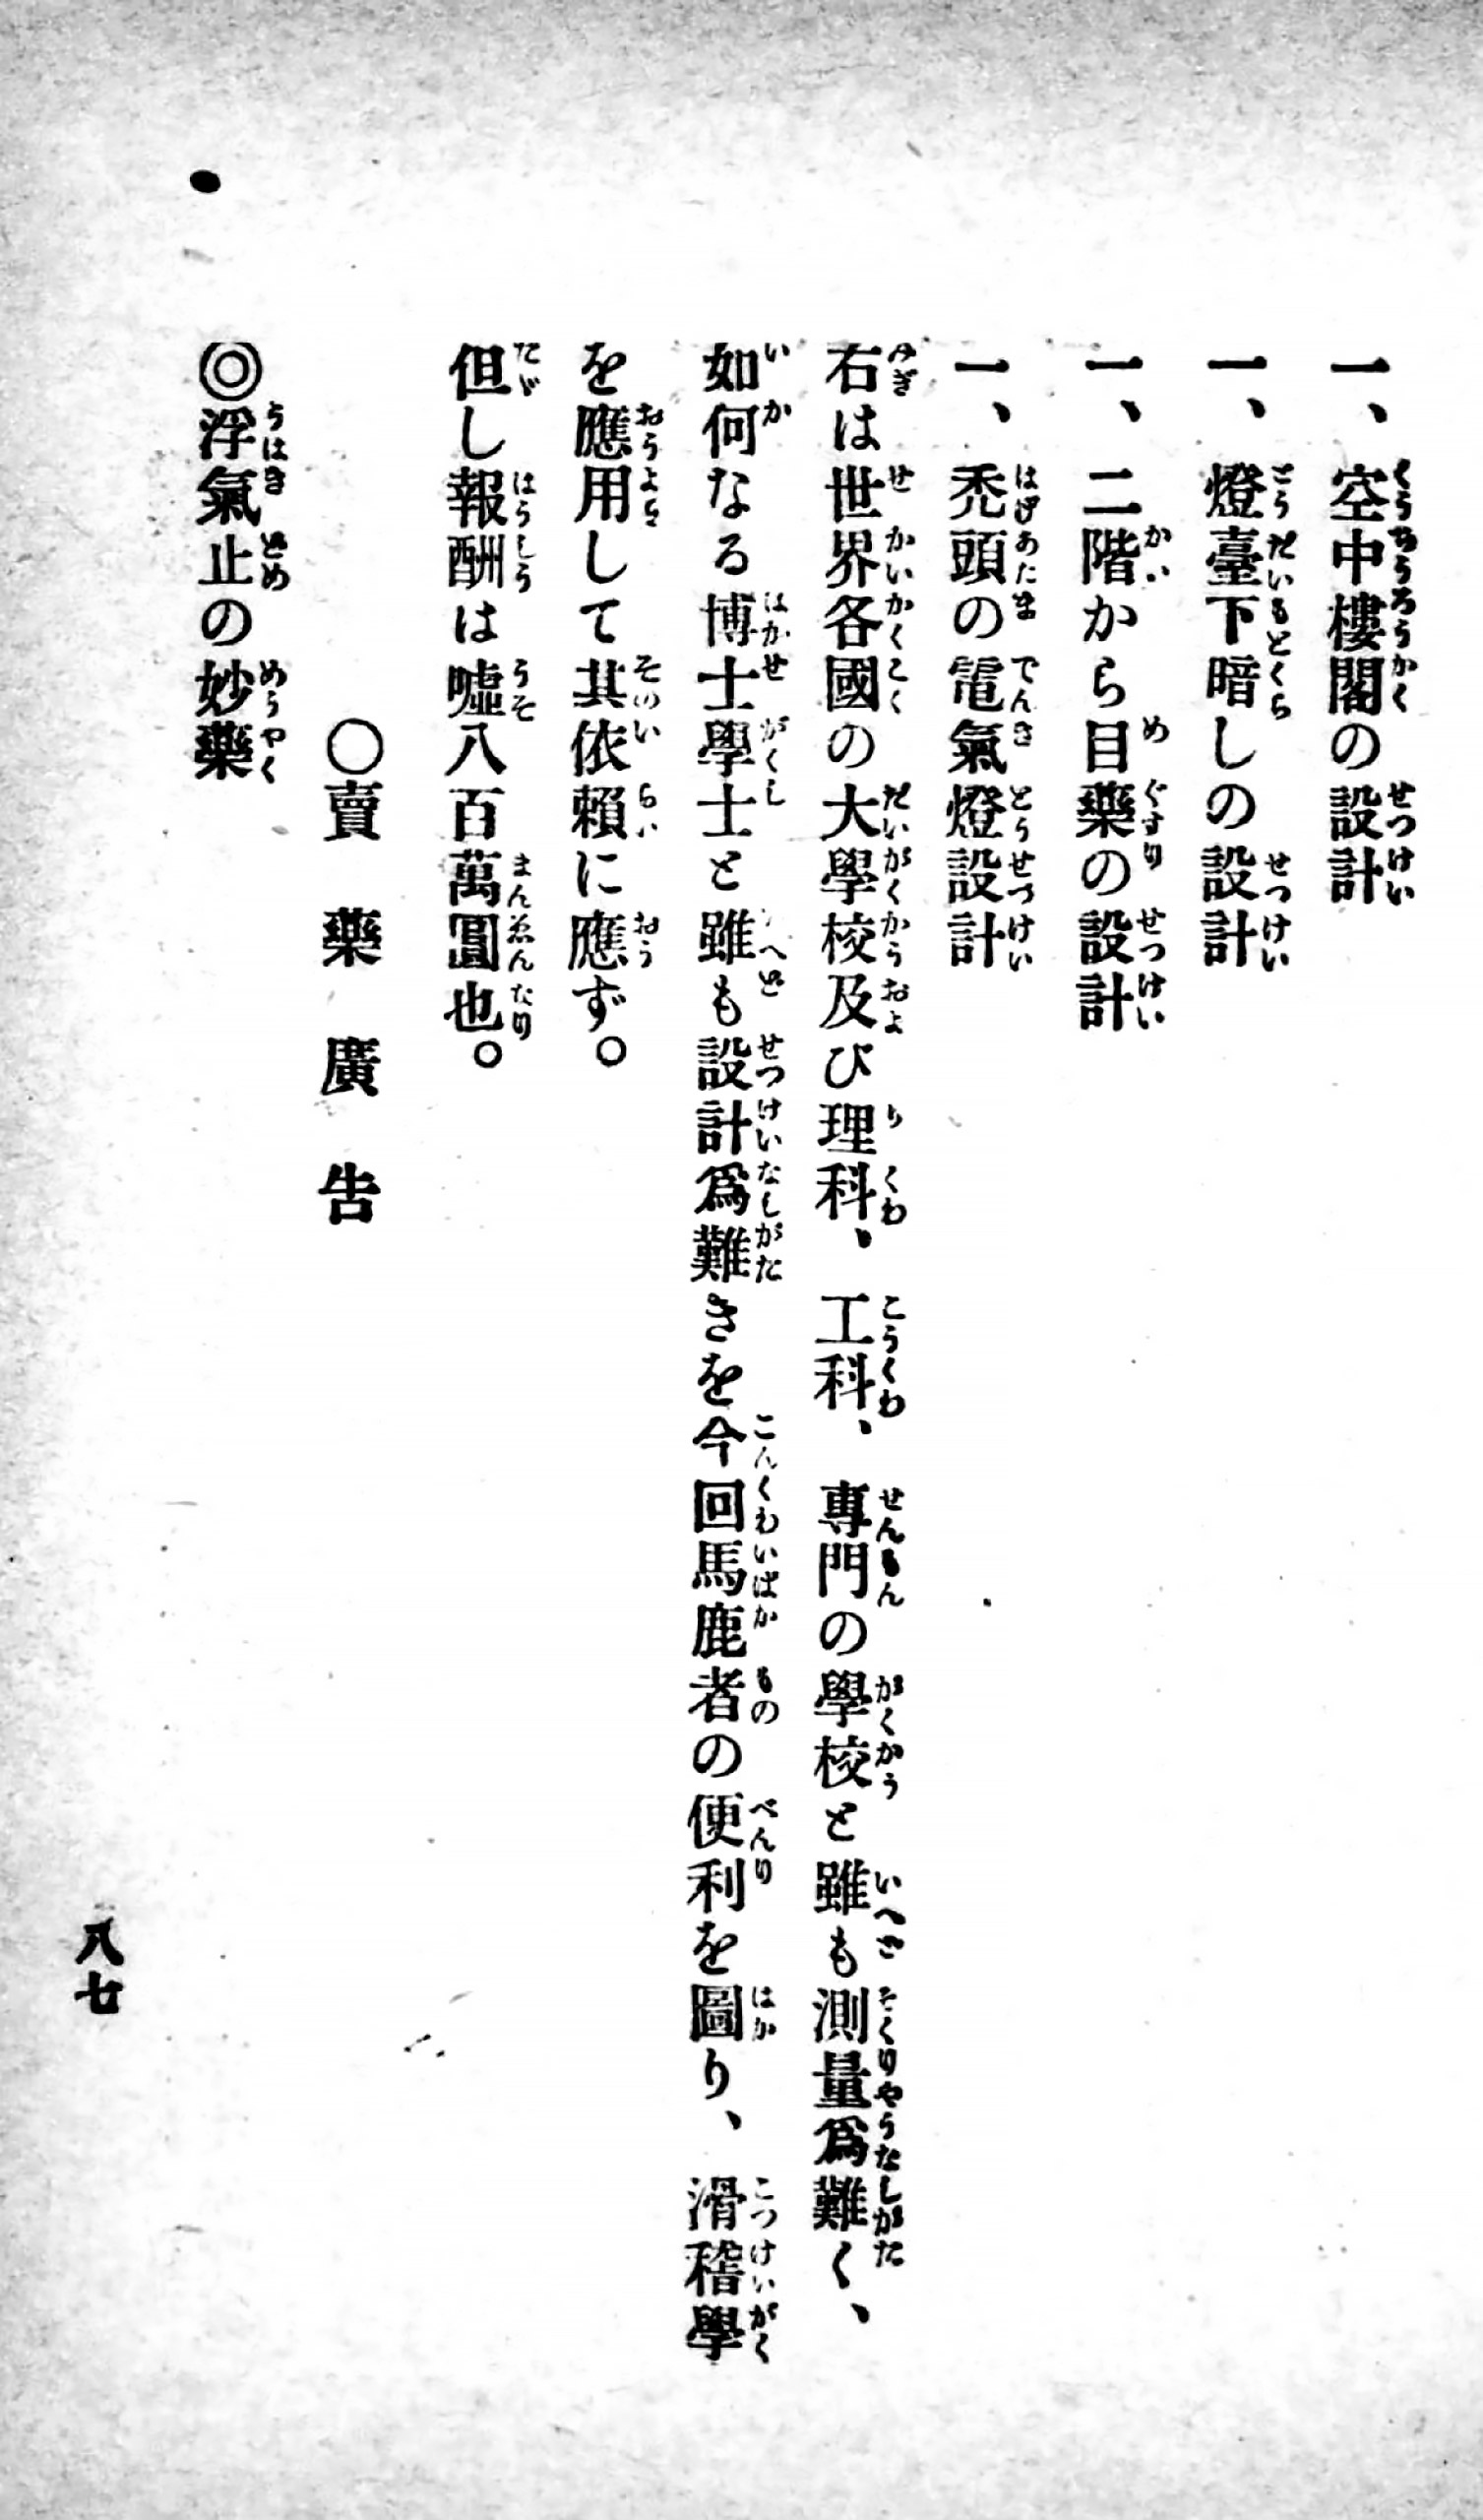 一、空中樓閣の設計
一、燈臺下暗しの設計
一、二階から目藥の設計
一、禿頭の電氣燈設計
右は世界各國の大學校及び理科、工科、專門の學校と雖も測量爲難く、
如何なる博士學士と雖も設計爲難きを今回馬鹿者の便利を圖り、滑稽學
を應用して其依賴に應ず。
但し報酬は噓八百萬圓也。
〇賣藥廣告
◎浮氣止の妙藥
八七